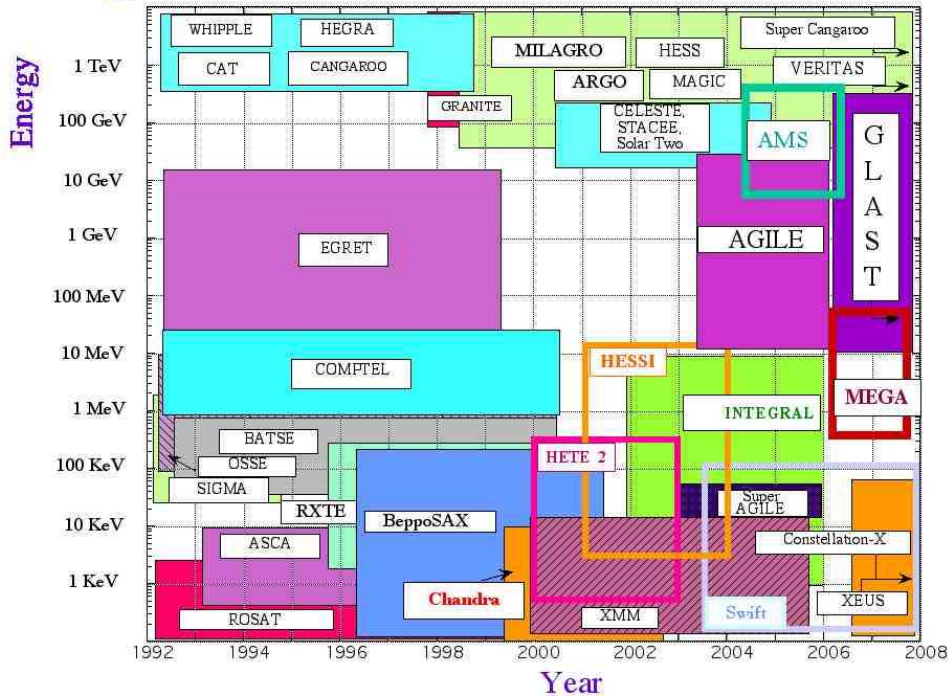 Energy
1 TeV
100 GeV
10 GeV
1 GeV
100 MeV
10 MeV
1 MeV
100 KeV
10 KeV
1 KeV
WHIPPLE
HEGRA
CAT
CANGAROO
GRANITE
MILAGRO
HESS
ARGO
MAGIC
Super Cangaroo
VERITAS
CELESTE,
STACEE,
Solar Two
AMS
GLAST
EGRET
AGILE
COMPTEL
HESSI
MEGA
INTEGRAL
BATSE
OSSE
SIGMA
HETE 2
RXTE
BeppoSAX
Super
AGILE
ASCA
Constellation-X
Chandra
XEUS
ROSAT
XMM
Swift
1992
1994
1996
1998
2000
2002
2004
2006
2008
Year